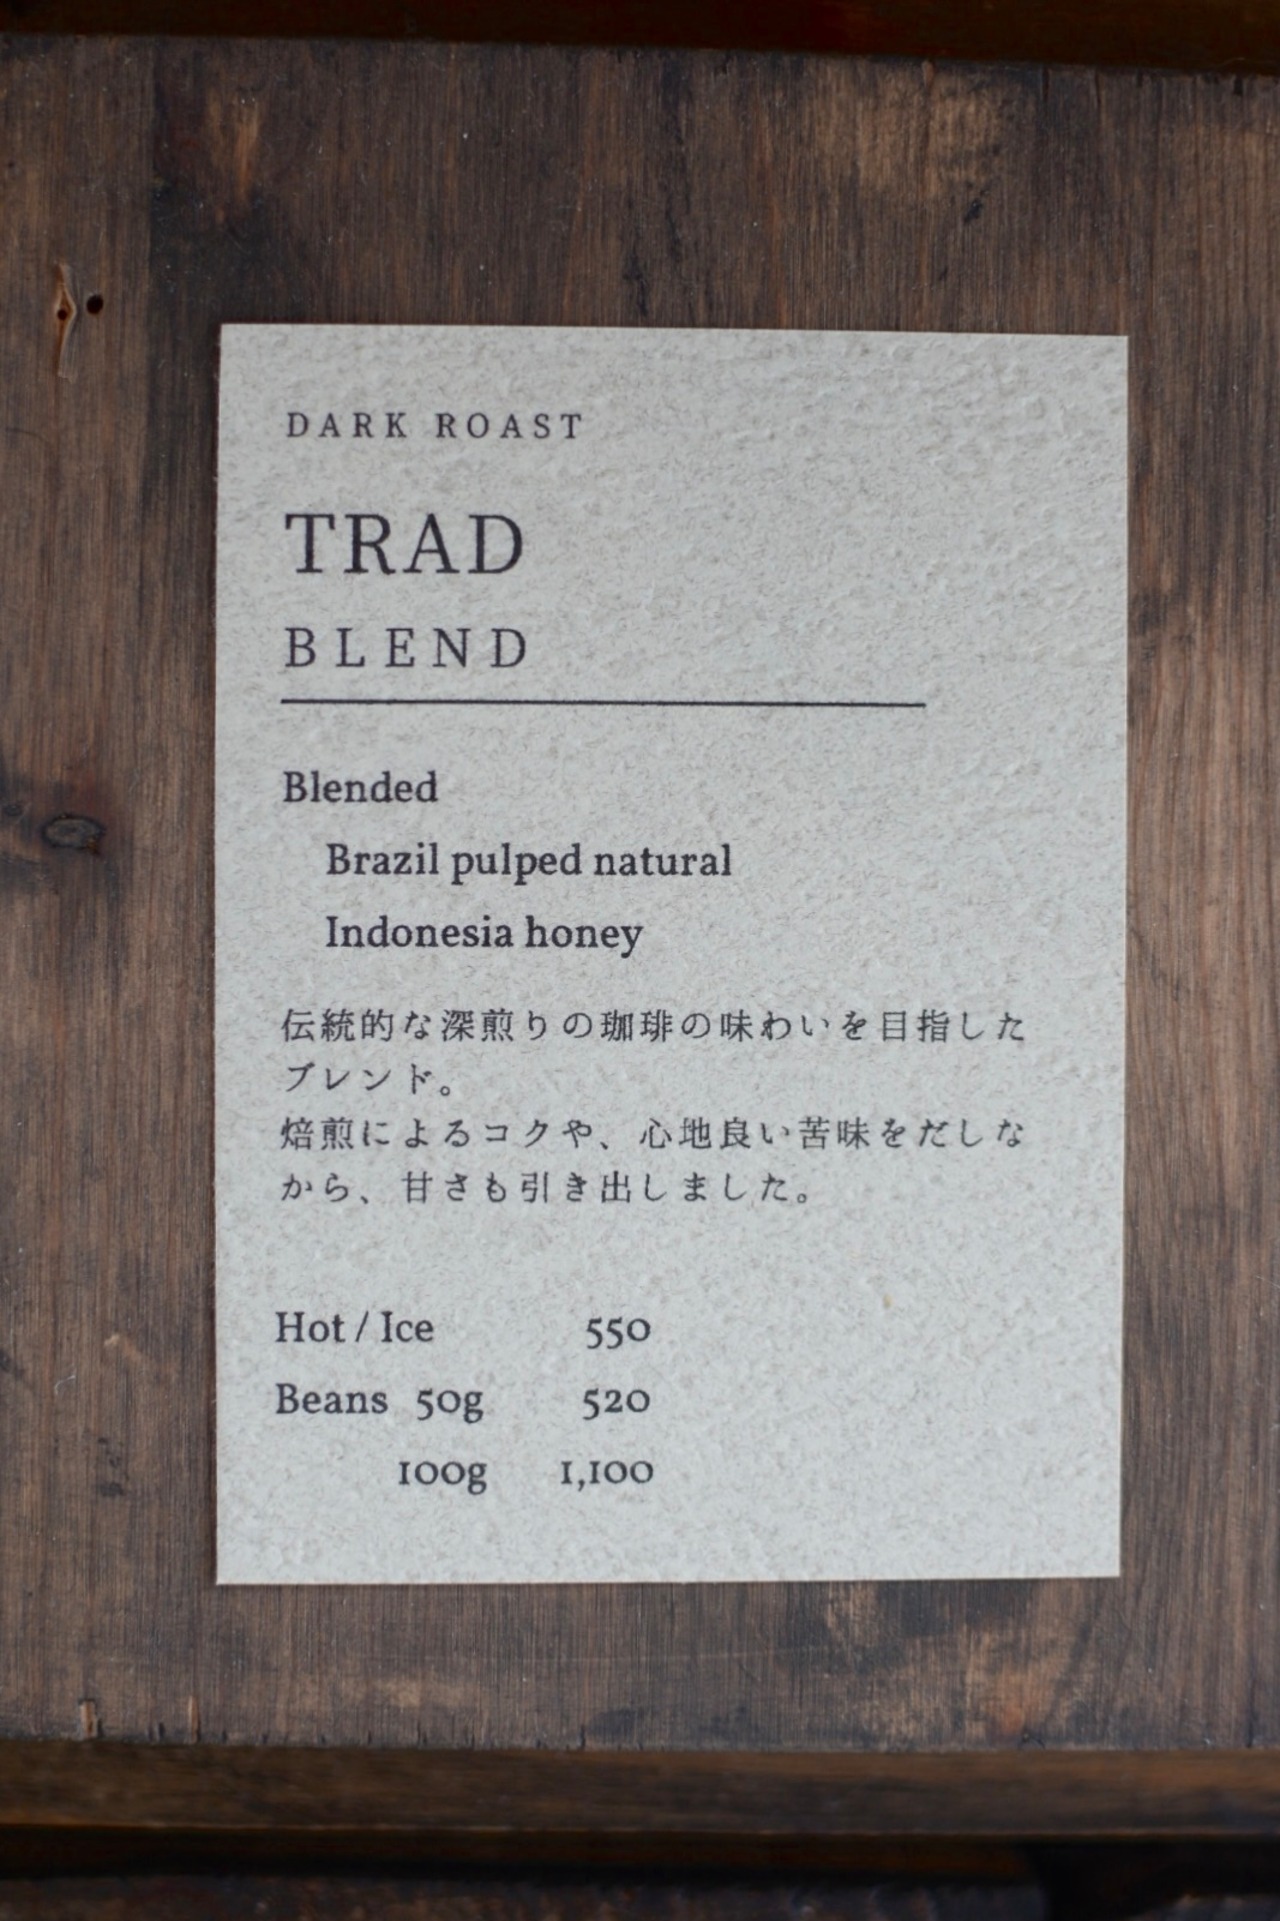 DARK ROAST
TRAD
BLEND
Blended
Brazil pulped natural
Indonesia honey
伝統的な深煎りの珈琲の味わいを目指した
ブレンド。
焙煎によるコクや、心地良い苦味をだしな
から、甘さも引き出しました。
Hot / Ice 550
Beans 50g 520
100g 1,100